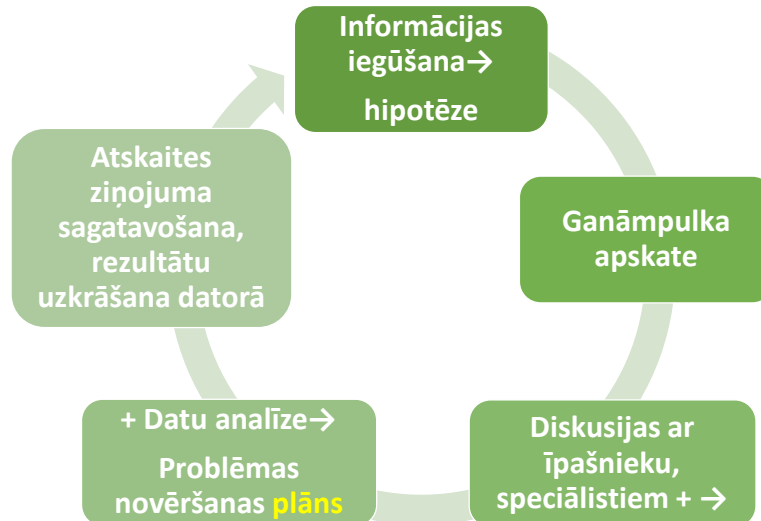 Informācijas
iegūšana→
hipotēze
Ganāmpulka
apskate
Diskusijas ar
īpašnieku,
speciālistiem + →
+ Datu analīze→
Problēmas
novēršanas plāns
Atskaites
ziņojuma
sagatavošana,
rezultātu
uzkrāšana datorā